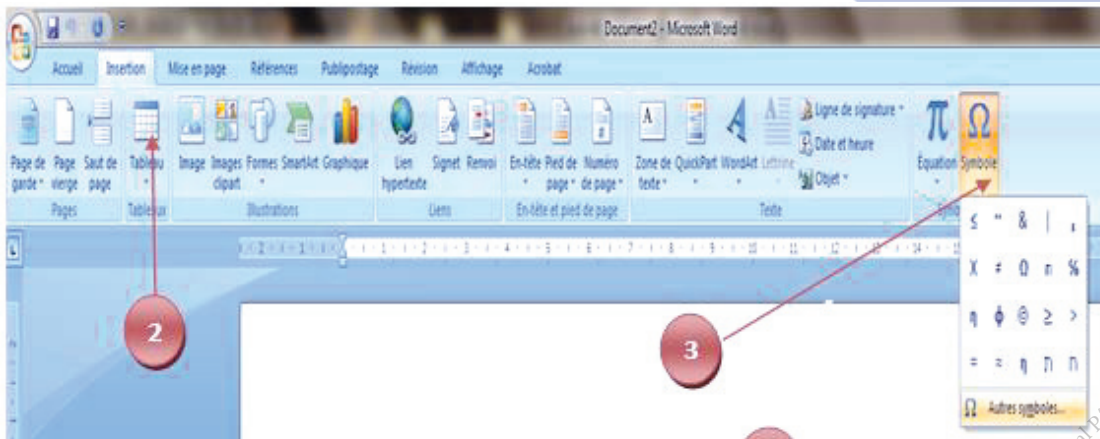 Document2 - Microsoft Word
Accueil Insertion Mise en page Références Publipostage Révision Affichage Acrobat
Page de garde Page vierge Saut de page Tableau Image Images clipart Formes SmartArt Graphique Lien hypertexte Signet Renvoi En-tête Pied de page Numéro de page Zone de texte QuickPart WordArt Lettrine Ligne de signature Date et heure Objet Équation Symbole
Pages Tableaux Illustrations Liens En-tête et pied de page Texte
2
3
≤ " & |
≠ Ω %
ϕ © ≥ >
= ≈ η
Ω Autres symboles...